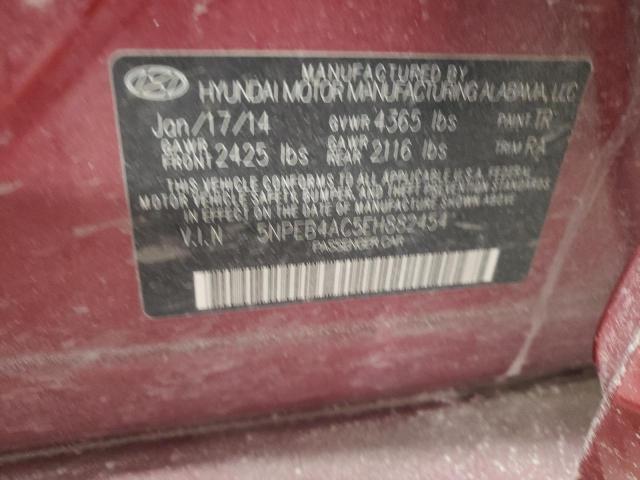 MANUFACTURED BY
HYUNDAI MOTOR MANUFACTURING ALABAMA, LLC
Jan/17/14 GVWR 4365 lbs PAINT TR
GAWR FRONT 2425 lbs GAWR REAR 2116 lbs TRIM RA
THIS VEHICLE CONFORMS TO ALL APPLICABLE U.S.A. FEDERAL
MOTOR VEHICLE SAFETY BUMPER, AND THEFT PREVENTION STANDARDS
IN EFFECT ON THE DATE OF MANUFACTURE SHOWN ABOVE.
V.I.N 5NPEB4AC5EH882454
PASSENGER CAR